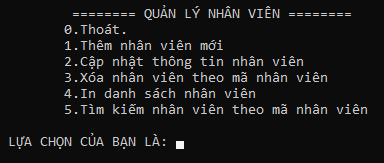 ======== QUẢN LÝ NHÂN VIÊN ========
0.Thoát.
1.Thêm nhân viên mới
2.Cập nhật thông tin nhân viên
3.Xóa nhân viên theo mã nhân viên
4.In danh sách nhân viên
5.Tìm kiếm nhân viên theo mã nhân viên
LỰA CHỌN CỦA BẠN LÀ: